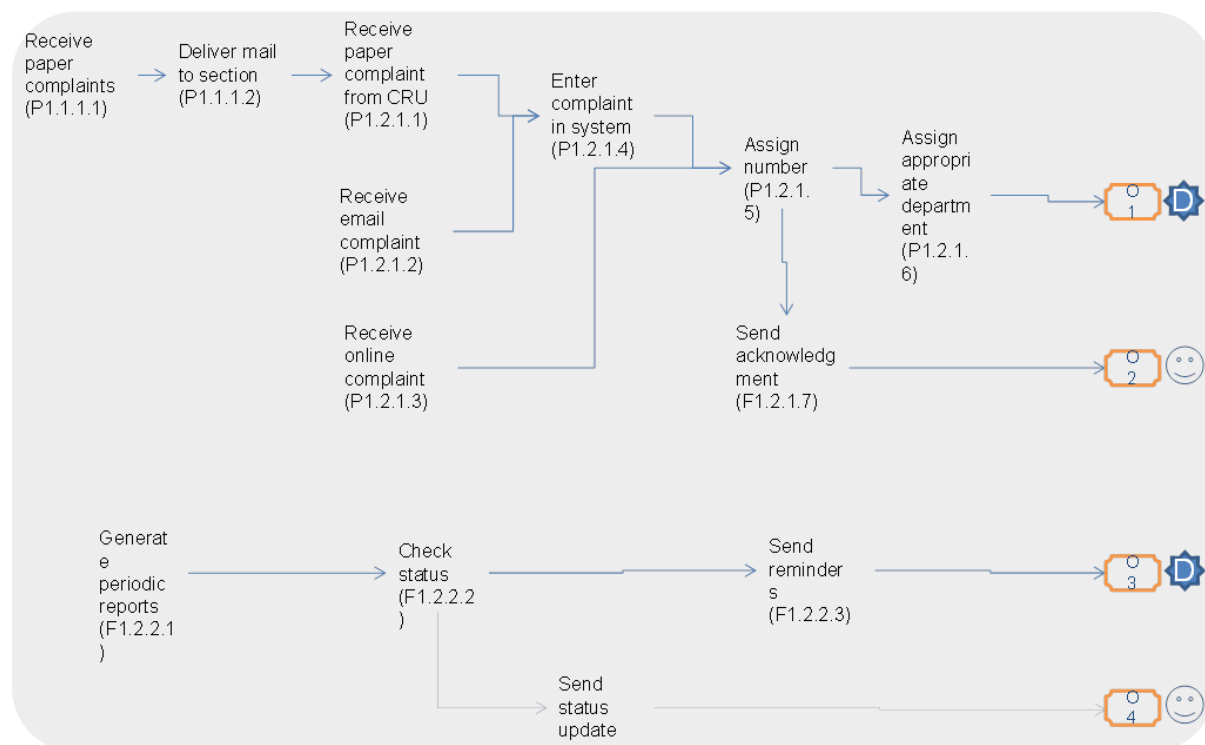 Receive
paper
complaints
(P1.1.1.1)
Deliver mail
to section
(P1.1.1.2)
Receive
paper
complaint
from CRU
(P1.2.1.1)
Enter
complaint
in system
(P1.2.1.4)
Assign
number
(P1.2.1.
5)
Assign
appropri
ate
departm
ent
(P1.2.1.
6)
O
1
D
Receive
email
complaint
(P1.2.1.2)
Receive
online
complaint
(P1.2.1.3)
Send
acknowledg
ment
(F1.2.1.7)
O
2
Generat
e
periodic
reports
(F1.2.2.1
)
Check
status
(F1.2.2.2
)
Send
reminder
s
(F1.2.2.3)
O
3
D
Send
status
update
O
4